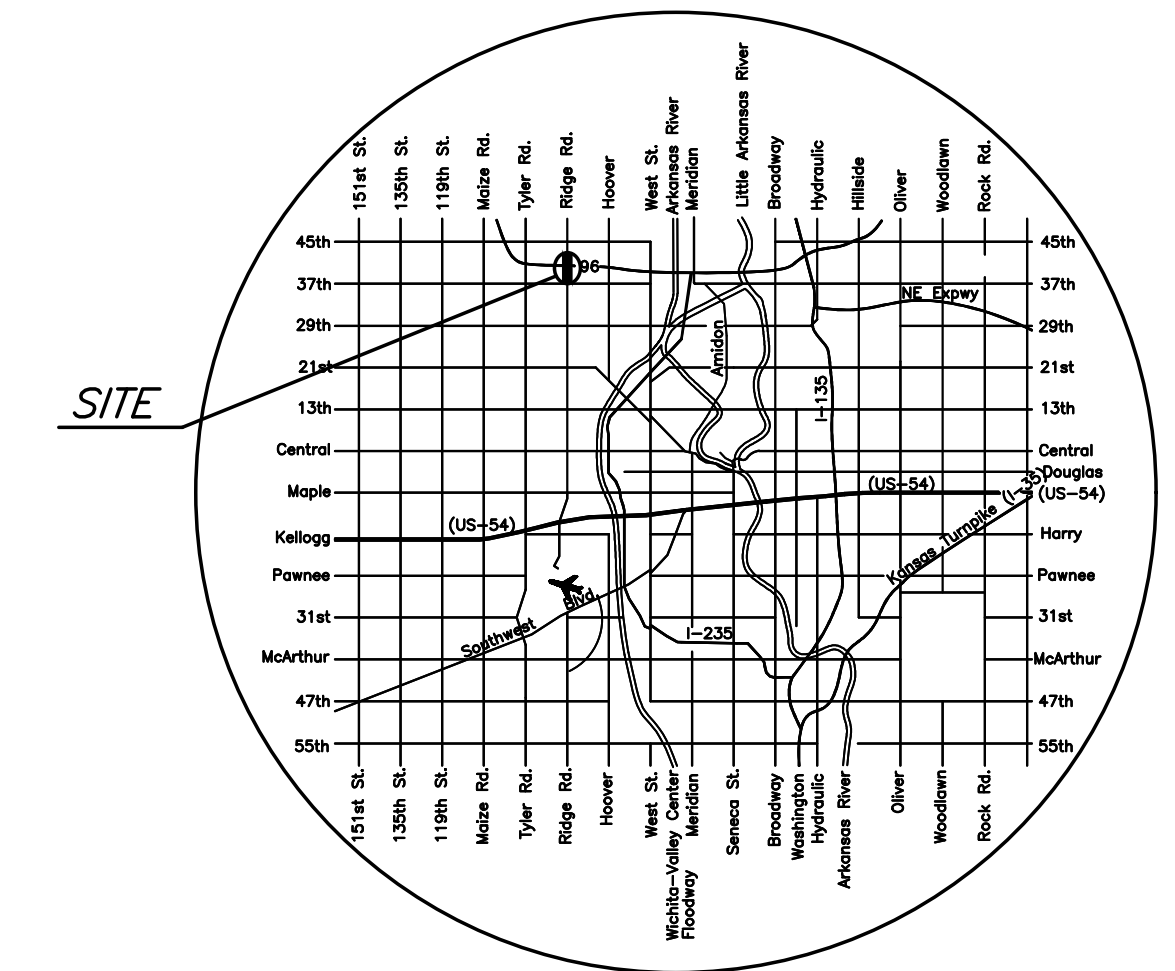 151st St.
135th St.
119th St.
Maize Rd.
Tyler Rd.
Ridge Rd.
Hoover
West St.
Arkansas River
Meridian
Little Arkansas River
Broadway
Hydraulic
Hillside
Oliver
Woodlawn
Rock Rd.
45th
37th
29th
21st
13th
Central
Maple
Kellogg
Pawnee
31st
McArthur
47th
55th
SITE
96
NE Expwy
Amidon
I-135
(US-54)
(US-54)
(I-35)
Kansas Turnpike
Southwest
Blvd.
I-235
45th
37th
29th
21st
13th
Central
Douglas
(US-54)
Harry
Pawnee
31st
McArthur
47th
55th
151st St.
135th St.
119th St.
Maize Rd.
Tyler Rd.
Ridge Rd.
Hoover
West St.
Wichita-Valley Center
Floodway
Meridian
Seneca St.
Broadway
Washington
Hydraulic
Arkansas River
Oliver
Woodlawn
Rock Rd.